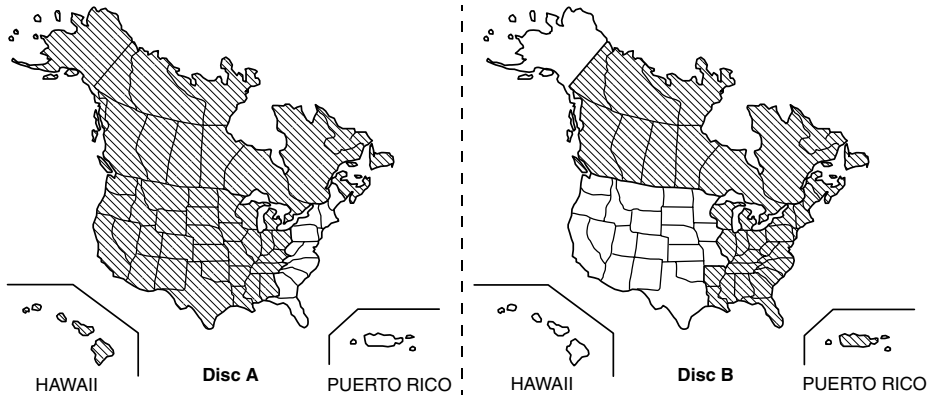 HAWAII
Disc A
PUERTO RICO
HAWAII
Disc B
PUERTO RICO